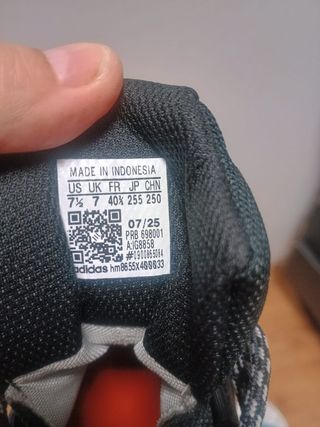 MADE IN INDONESIA
US UK FR JP CHN
7½ 7 40⅔ 255 250
07/25
PRB 698001
A:IG8858
adidas